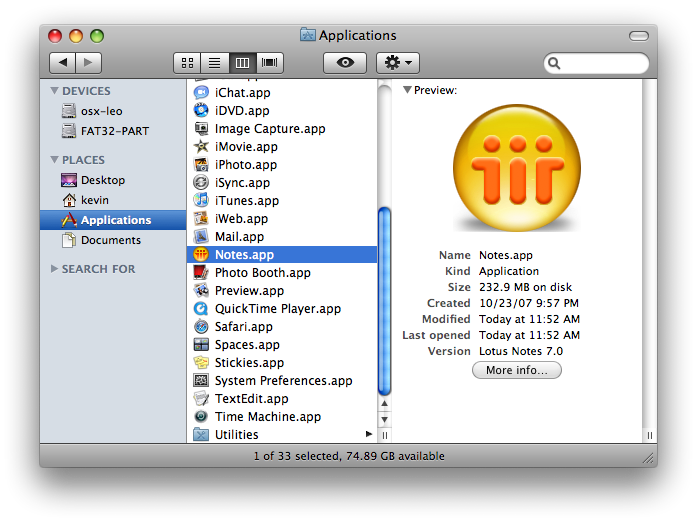 Applications
DEVICES
osx-leo
FAT32-PART
PLACES
Desktop
kevin
Applications
Documents
SEARCH FOR
iChat.app
iDVD.app
Image Capture.app
iMovie.app
iPhoto.app
iSync.app
iTunes.app
iWeb.app
Mail.app
Notes.app
Photo Booth.app
Preview.app
QuickTime Player.app
Safari.app
Spaces.app
Stickies.app
System Preferences.app
TextEdit.app
Time Machine.app
Utilities
Preview:
Name Notes.app
Kind Application
Size 232.9 MB on disk
Created 10/23/07 9:57 PM
Modified Today at 11:52 AM
Last opened Today at 11:52 AM
Version Lotus Notes 7.0
More info...
1 of 33 selected, 74.89 GB available